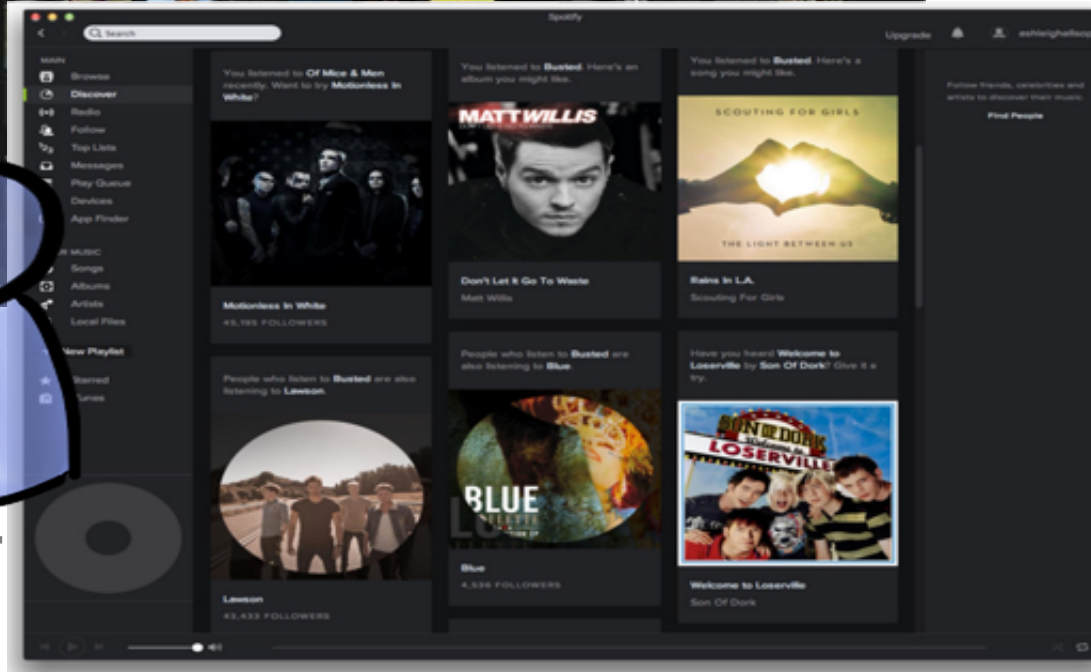 Spotify
Search
Upgrade
MAIN
Browse
Discover
Radio
Follow
Top Lists
Messages
Play Queue
Devices
App Finder
MUSIC
Songs
Albums
Artists
Local Files
New Playlist
Starred
You listened to Of Mice & Men
recently. Want to try Motionless In
White?
Motionless In White
45,195 FOLLOWERS
People who listen to Busted are also
listening to Lawson.
Lawson
43,433 FOLLOWERS
You listened to Busted. Here's an
album you might like.
MATT WILLIS
Don't Let It Go To Waste
Matt Willis
People who listen to Busted are
also listening to Blue.
BLUE
Blue
4,536 FOLLOWERS
You listened to Busted. Here's a
song you might like.
SCOUTING FOR GIRLS
THE LIGHT BETWEEN US
Rains In L.A.
Scouting For Girls
Have you heard Welcome to
Loserville by Son Of Dork? Give it a
try.
SON OF DORK
Welcome to
LOSERVILLE
Welcome to Loserville
Son Of Dork
Follow friends, celebrities and
artists to discover their music
Find People